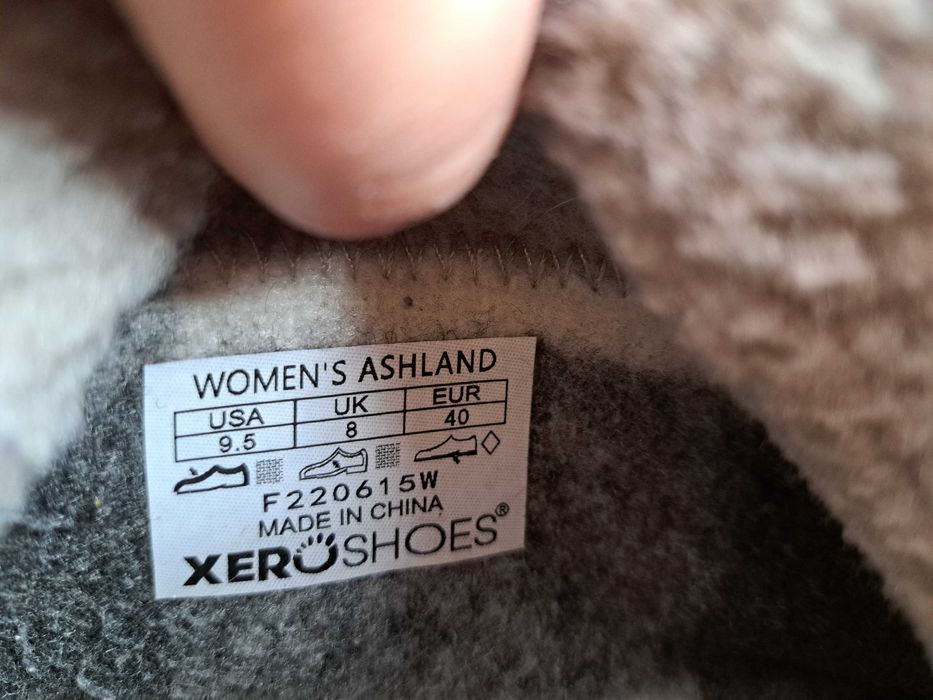 WOMEN'S ASHLAND
USA UK EUR
9.5 8 40
F220615W
MADE IN CHINA
XEROSHOES®